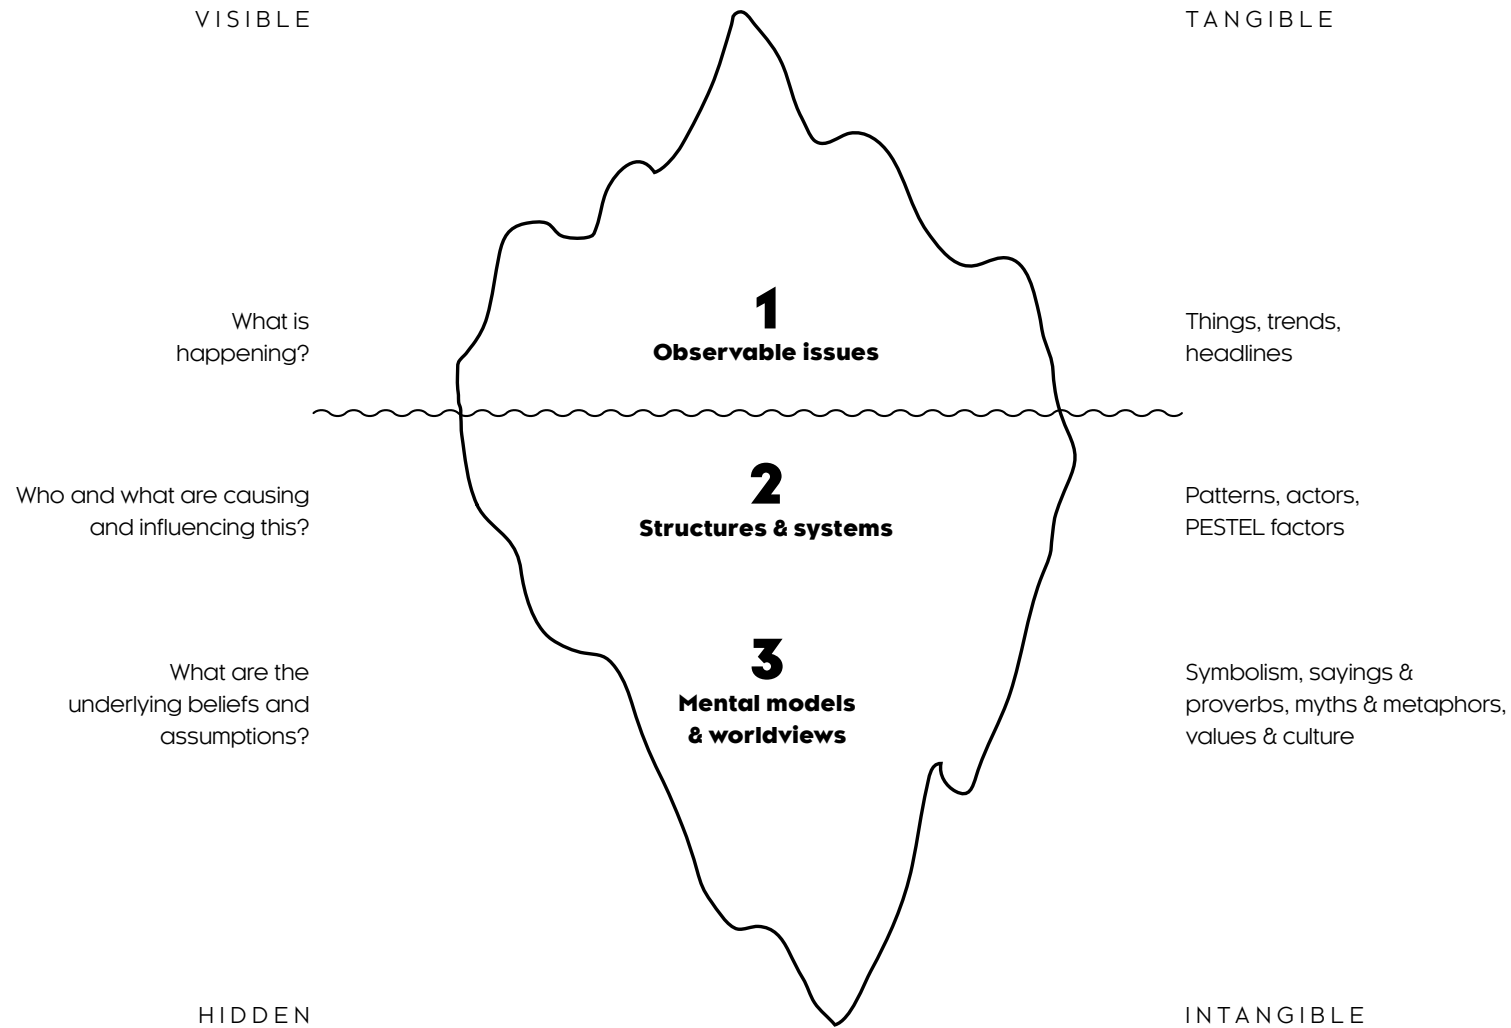 VISIBLE
TANGIBLE
What is
happening?
1
Observable issues
Things, trends,
headlines
Who and what are causing
and influencing this?
2
Structures & systems
Patterns, actors,
PESTEL factors
What are the
underlying beliefs and
assumptions?
3
Mental models
& worldviews
Symbolism, sayings &
proverbs, myths & metaphors,
values & culture
HIDDEN
INTANGIBLE